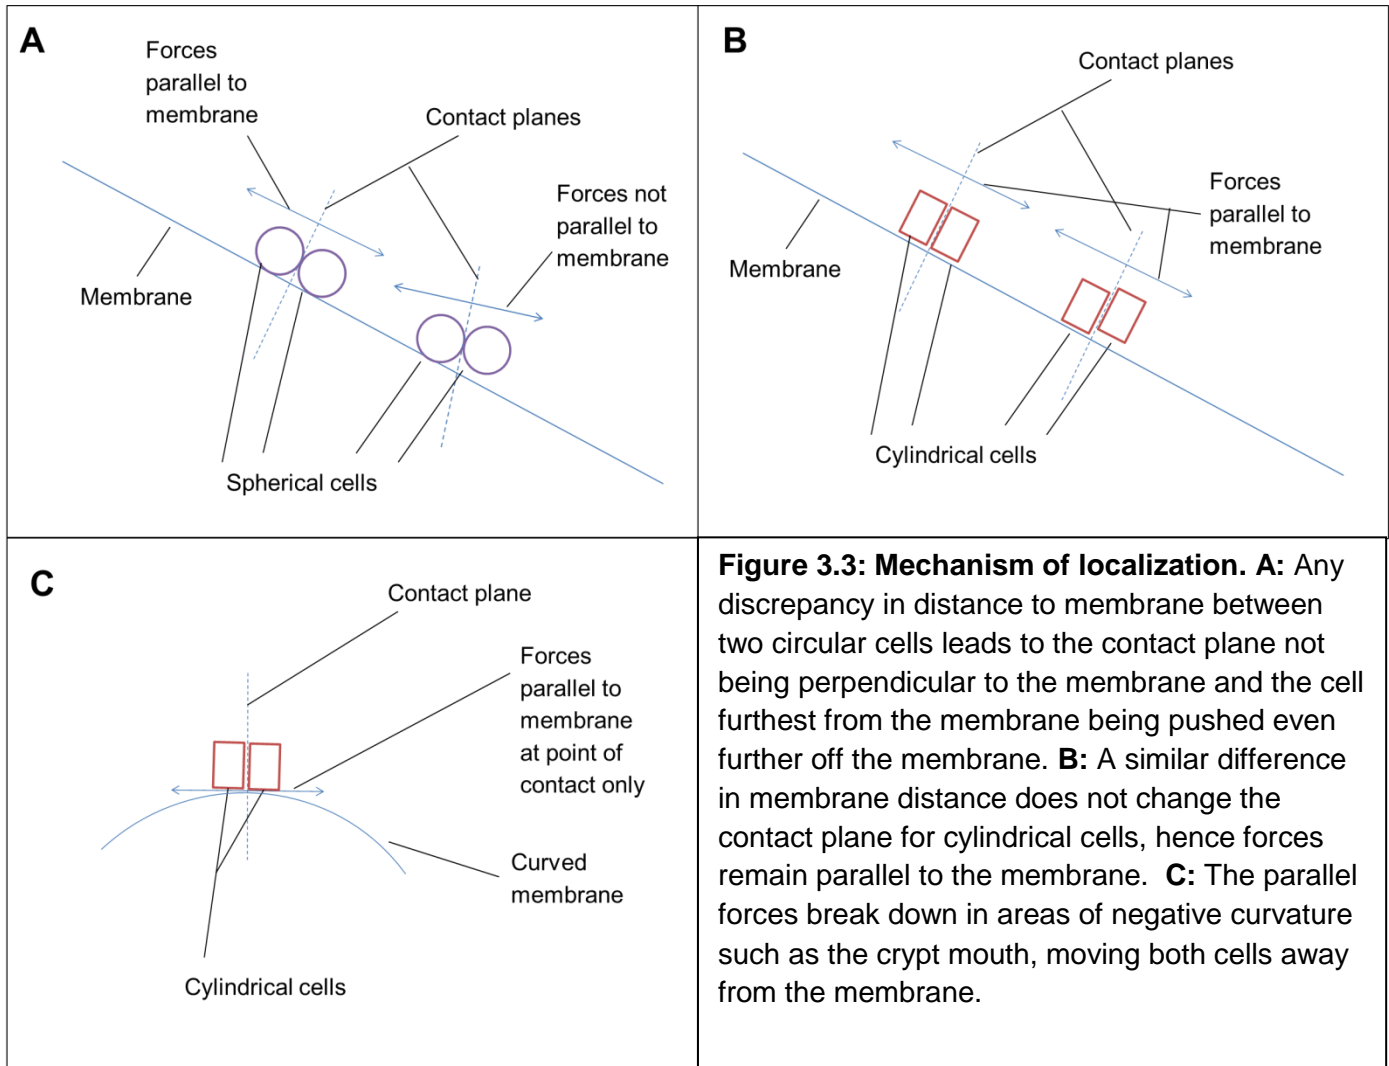 A
Forces
parallel to
membrane
Contact planes
Forces not
parallel to
membrane
Membrane
Spherical cells
B
Contact planes
Forces
parallel to
membrane
Membrane
Cylindrical cells
C
Contact plane
Forces
parallel to
membrane
at point of
contact only
Curved
membrane
Cylindrical cells
Figure 3.3: Mechanism of localization. A: Any
discrepancy in distance to membrane between
two circular cells leads to the contact plane not
being perpendicular to the membrane and the cell
furthest from the membrane being pushed even
further off the membrane. B: A similar difference
in membrane distance does not change the
contact plane for cylindrical cells, hence forces
remain parallel to the membrane. C: The parallel
forces break down in areas of negative curvature
such as the crypt mouth, moving both cells away
from the membrane.